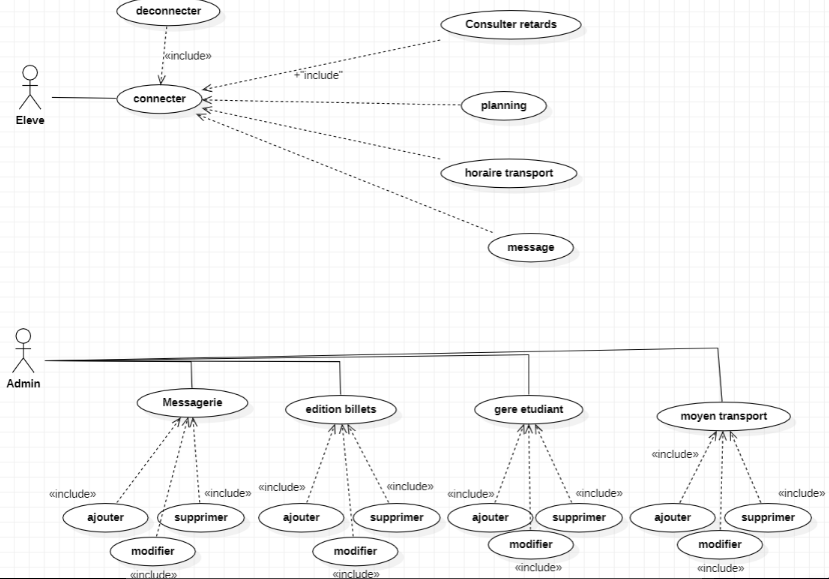 deconnecter
Consulter retards
«include»
+"include"
connecter
planning
Eleve
horaire transport
message
Admin
Messagerie
edition billets
gere etudiant
moyen transport
«include»
«include»
«include»
«include»
«include»
«include»
«include»
«include»
ajouter
supprimer
ajouter
supprimer
ajouter
supprimer
ajouter
supprimer
modifier
modifier
modifier
modifier
«include»
«include»
«include»
«include»